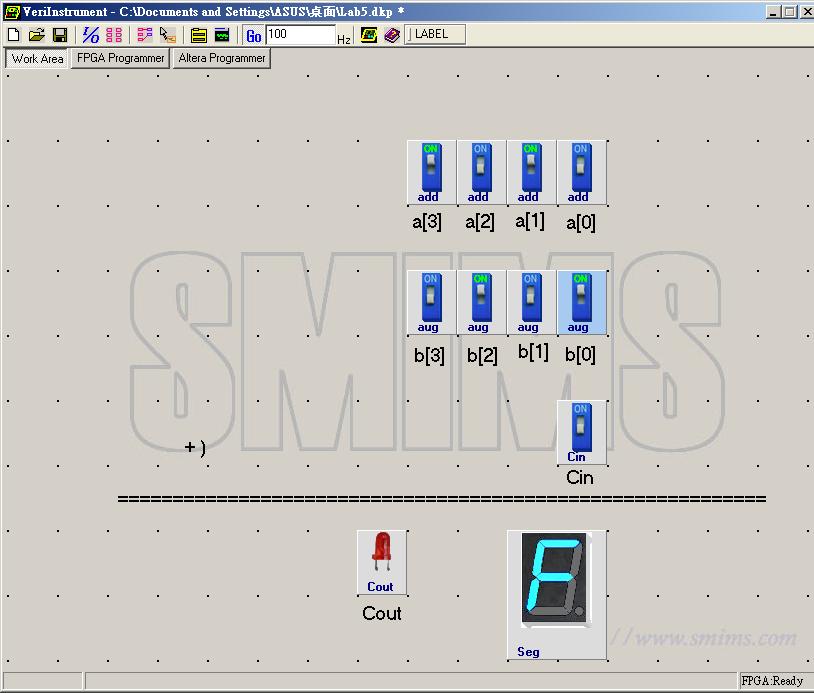 VeriInstrument - C:\Documents and Settings\ASUS\桌面\Lab5.dkp *
I/O Go 100 Hz LABEL
Work Area FPGA Programmer Altera Programmer
ON ON ON ON
add add add add
a[3] a[2] a[1] a[0]
SMIMS
ON ON ON ON
aug aug aug aug
b[3] b[2] b[1] b[0]
ON
+ )
Cin
Cin
============================================================
F
Cout
Cout
//www.smims.com
Seg
FPGA:Ready